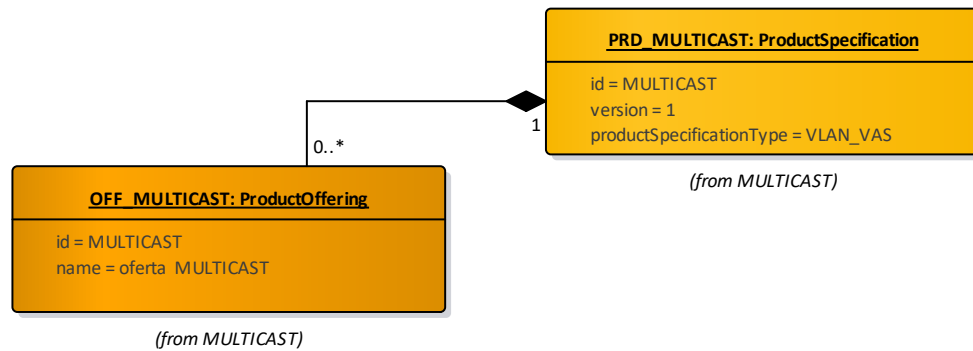 PRD_MULTICAST: ProductSpecification
id = MULTICAST
version = 1
productSpecificationType = VLAN_VAS
1
(from MULTICAST)
0..*
OFF_MULTICAST: ProductOffering
id = MULTICAST
name = oferta MULTICAST
(from MULTICAST)